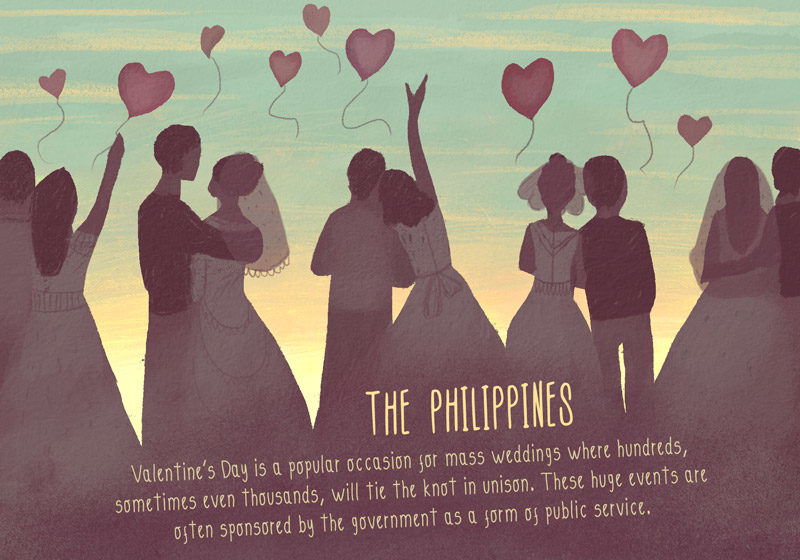 THE PHILIPPINES
Valentine's Day is a popular occasion for mass weddings where hundreds,
sometimes even thousands, will tie the knot in unison. These huge events are
often sponsored by the government as a form of public service.